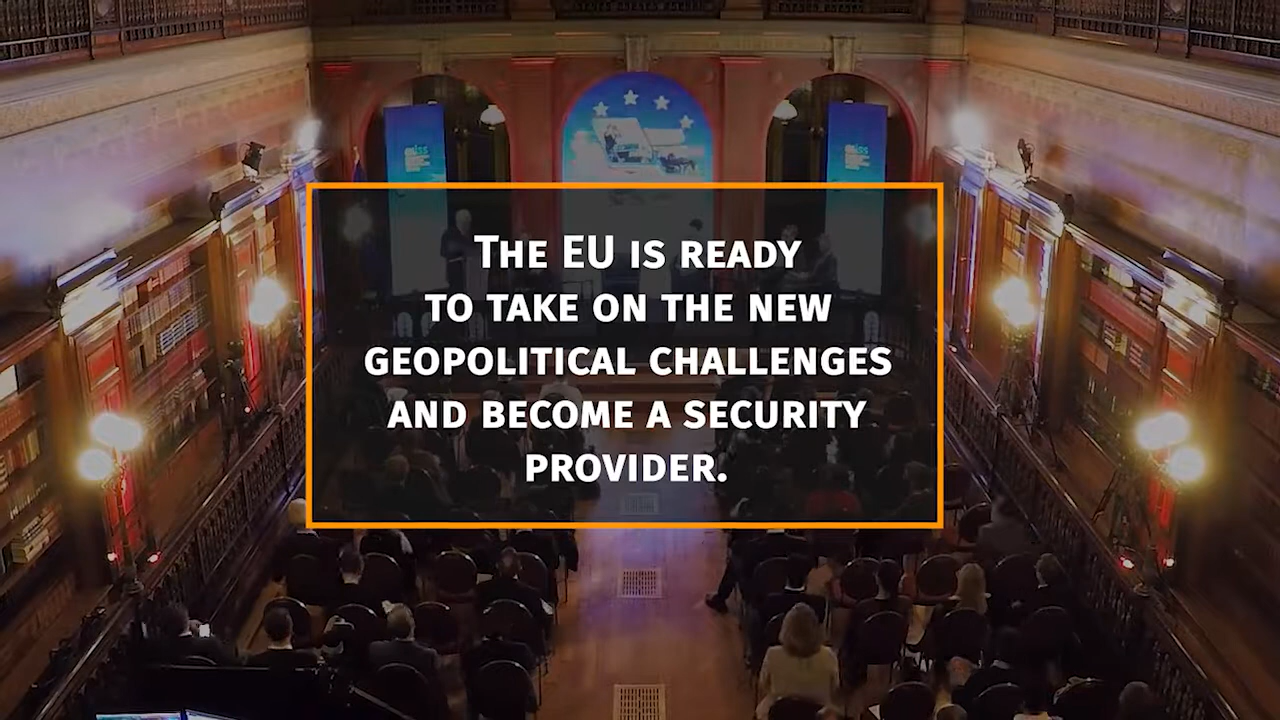 The EU is ready
to take on the new
geopolitical challenges
and become a security
provider.